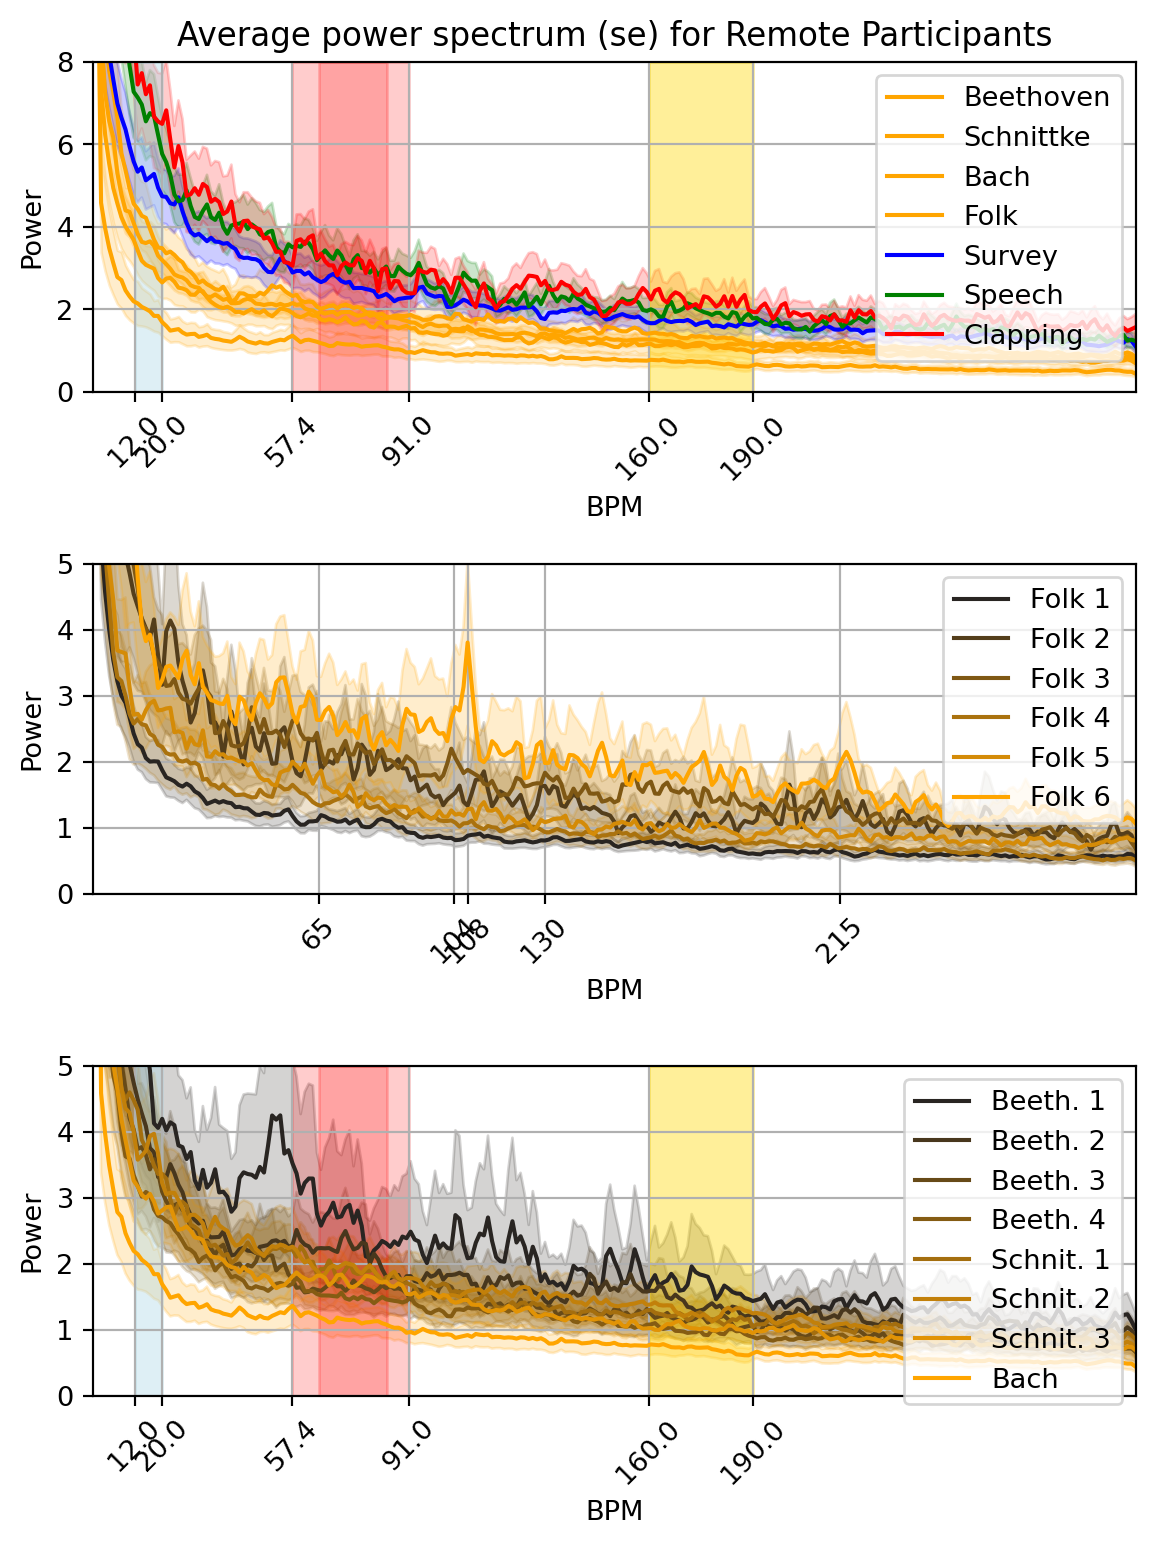 Average power spectrum (se) for Remote Participants
8
6
4
2
0
Power
Beethoven
Schnittke
Bach
Folk
Survey
Speech
Clapping
12.0
20.0
57.4
91.0
160.0
190.0
BPM
5
4
3
2
1
0
Power
Folk 1
Folk 2
Folk 3
Folk 4
Folk 5
Folk 6
65
104
108
130
215
BPM
5
4
3
2
1
0
Power
Beeth. 1
Beeth. 2
Beeth. 3
Beeth. 4
Schnit. 1
Schnit. 2
Schnit. 3
Bach
12.0
20.0
57.4
91.0
160.0
190.0
BPM